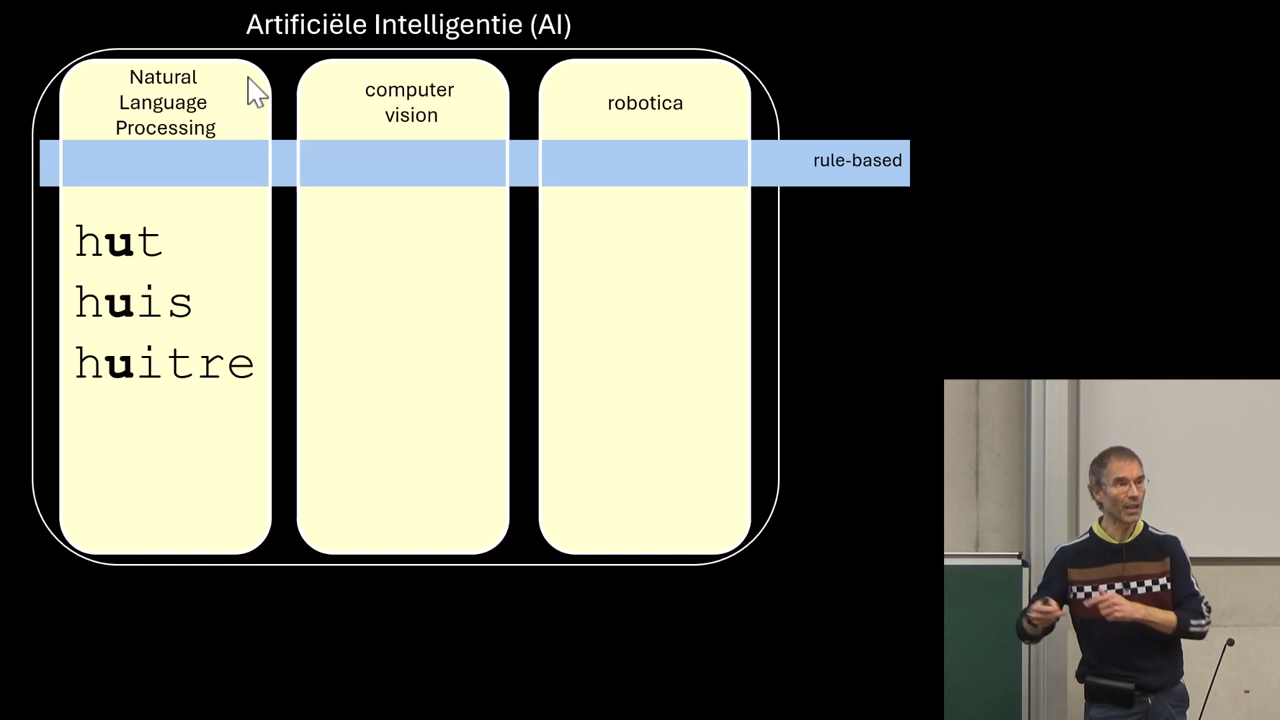 Artificiële Intelligentie (AI)
Natural
Language
Processing
computer
vision
robotica
rule-based
hut
huis
huitre